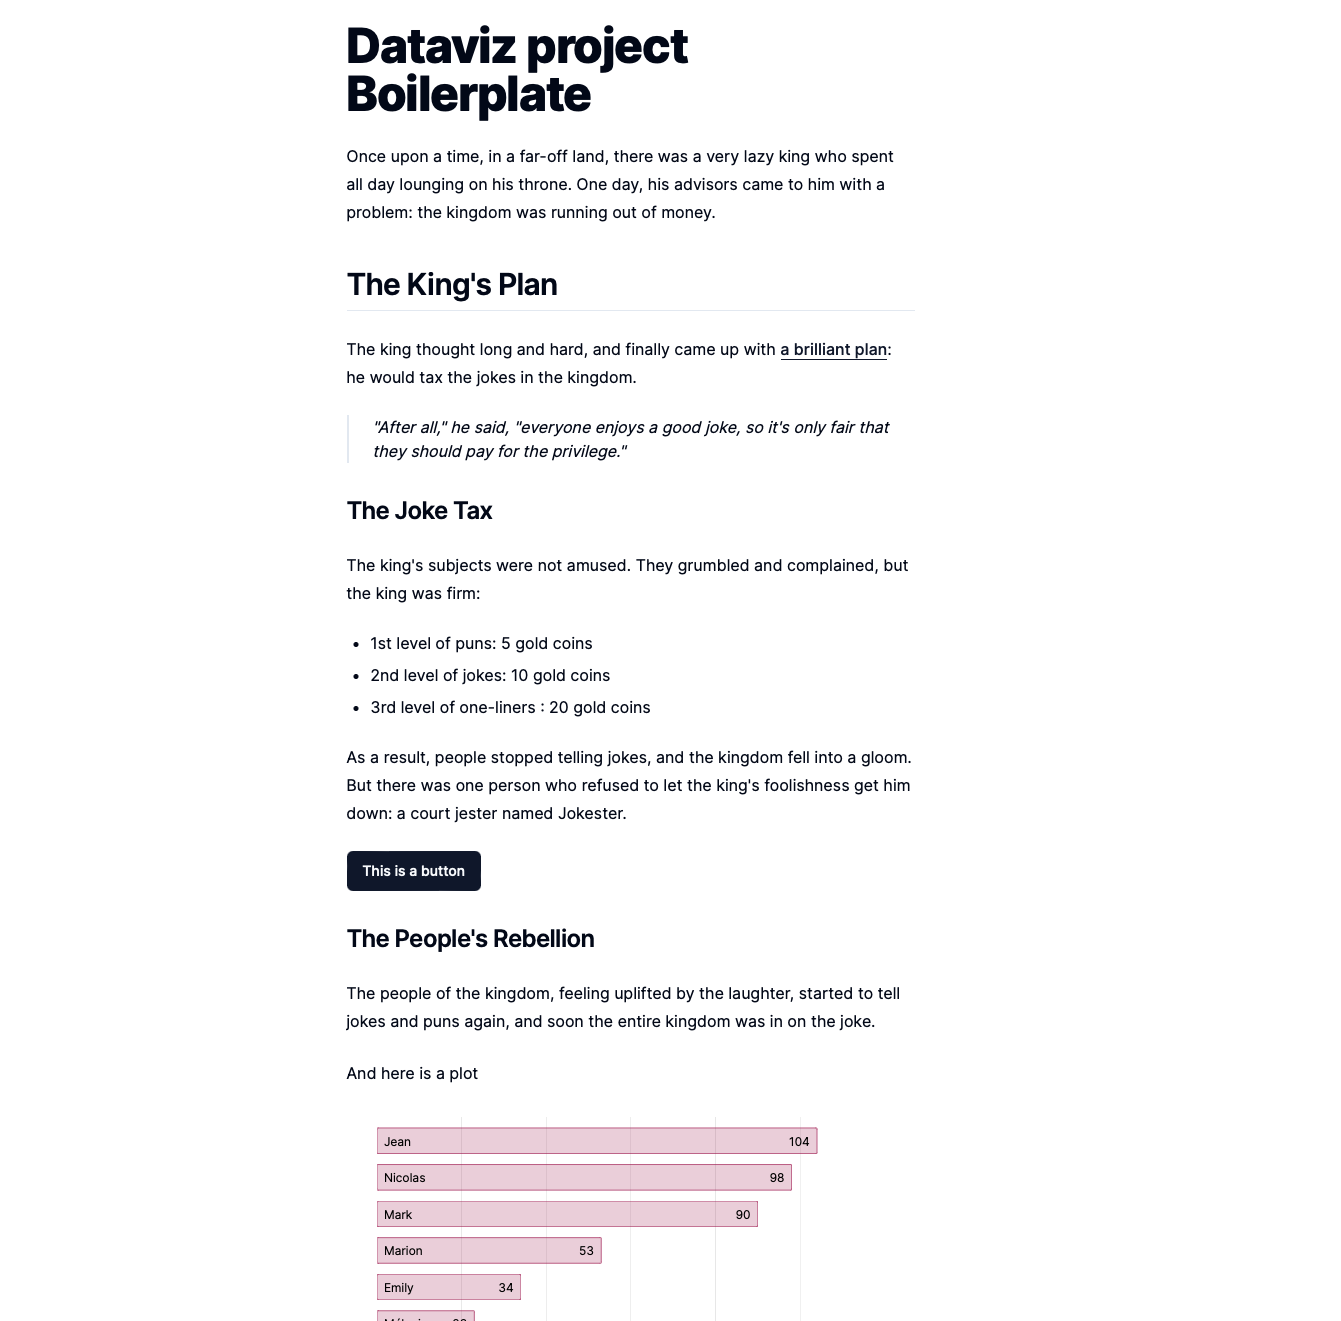 Dataviz project
Boilerplate
Once upon a time, in a far-off land, there was a very lazy king who spent
all day lounging on his throne. One day, his advisors came to him with a
problem: the kingdom was running out of money.
The King's Plan
The king thought long and hard, and finally came up with a brilliant plan:
he would tax the jokes in the kingdom.
"After all," he said, "everyone enjoys a good joke, so it's only fair that
they should pay for the privilege."
The Joke Tax
The king's subjects were not amused. They grumbled and complained, but
the king was firm:
• 1st level of puns: 5 gold coins
• 2nd level of jokes: 10 gold coins
• 3rd level of one-liners : 20 gold coins
As a result, people stopped telling jokes, and the kingdom fell into a gloom.
But there was one person who refused to let the king's foolishness get him
down: a court jester named Jokester.
This is a button
The People's Rebellion
The people of the kingdom, feeling uplifted by the laughter, started to tell
jokes and puns again, and soon the entire kingdom was in on the joke.
And here is a plot
Jean 104
Nicolas 98
Mark 90
Marion 53
Emily 34